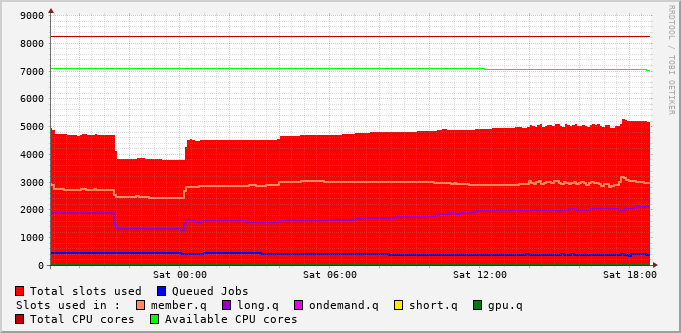 9000
8000
7000
6000
5000
4000
3000
2000
1000
0
Sat 00:00 Sat 06:00 Sat 12:00 Sat 18:00
Total slots used Queued Jobs
Slots used in : member.q long.q ondemand.q short.q gpu.q
Total CPU cores Available CPU cores
RRDTOOL / TOBI OETIKER